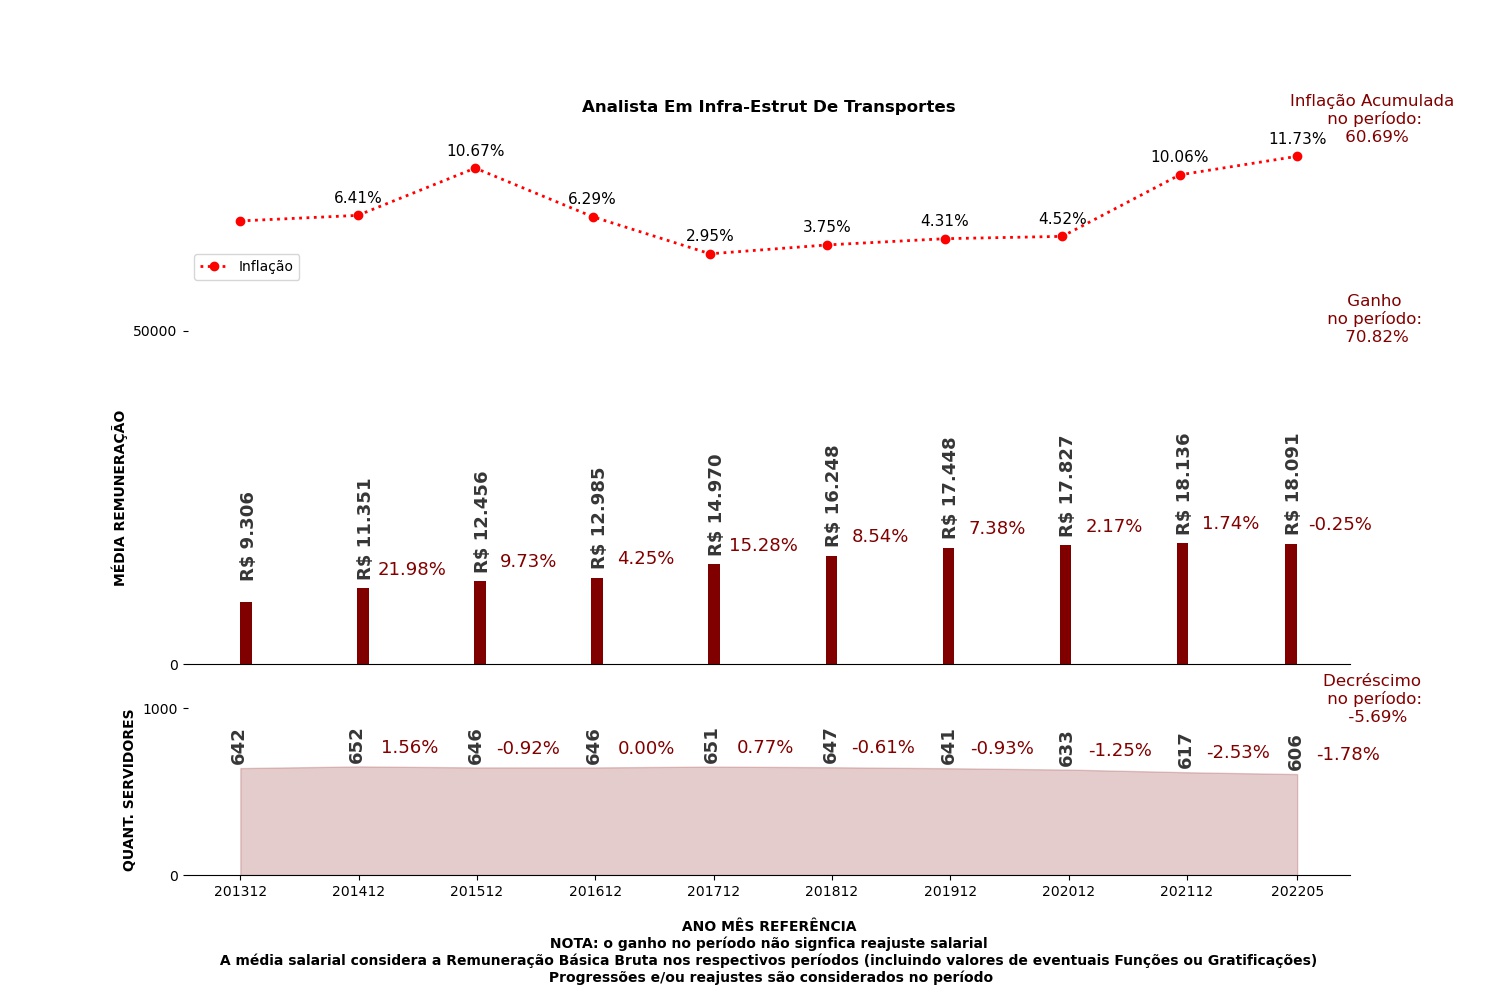 Analista Em Infra-Estrut De Transportes
Inflação Acumulada
no período:
60.69%
6.41%
10.67%
6.29%
2.95%
3.75%
4.31%
4.52%
10.06%
11.73%
Inflação
Ganho
no período:
70.82%
50000
0
MÉDIA REMUNERAÇÃO
R$ 9.306
R$ 11.351
R$ 12.456
R$ 12.985
R$ 14.970
R$ 16.248
R$ 17.448
R$ 17.827
R$ 18.136
R$ 18.091
21.98%
9.73%
4.25%
15.28%
8.54%
7.38%
2.17%
1.74%
-0.25%
Decréscimo
no período:
-5.69%
1000
0
QUANT. SERVIDORES
642
652
646
646
651
647
641
633
617
606
1.56%
-0.92%
0.00%
0.77%
-0.61%
-0.93%
-1.25%
-2.53%
-1.78%
201312
201412
201512
201612
201712
201812
201912
202012
202112
202205
ANO MÊS REFERÊNCIA
NOTA: o ganho no período não signfica reajuste salarial
A média salarial considera a Remuneração Básica Bruta nos respectivos períodos (incluindo valores de eventuais Funções ou Gratificações)
Progressões e/ou reajustes são considerados no período